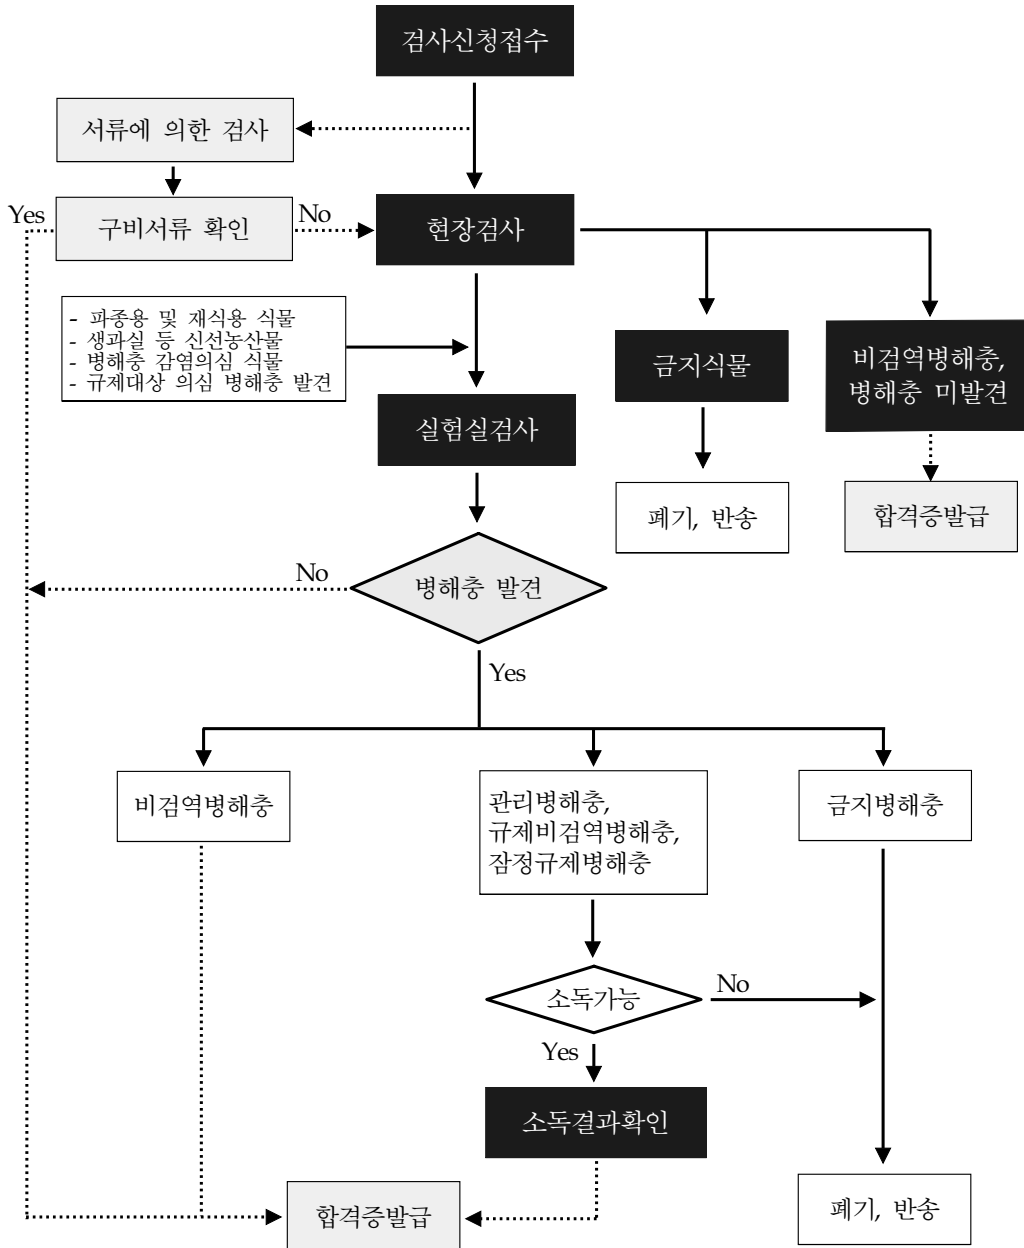 검사신청접수
서류에 의한 검사
Yes
구비서류 확인
No
현장검사
- 파종용 및 재식용 식물
- 생과실 등 신선농산물
- 병해충 감염의심 식물
- 규제대상 의심 병해충 발견
금지식물
비검역병해충,
병해충 미발견
실험실검사
폐기, 반송
합격증발급
No
병해충 발견
Yes
비검역병해충
관리병해충,
규제비검역병해충,
잠정규제병해충
금지병해충
소독가능
No
Yes
소독결과확인
합격증발급
폐기, 반송